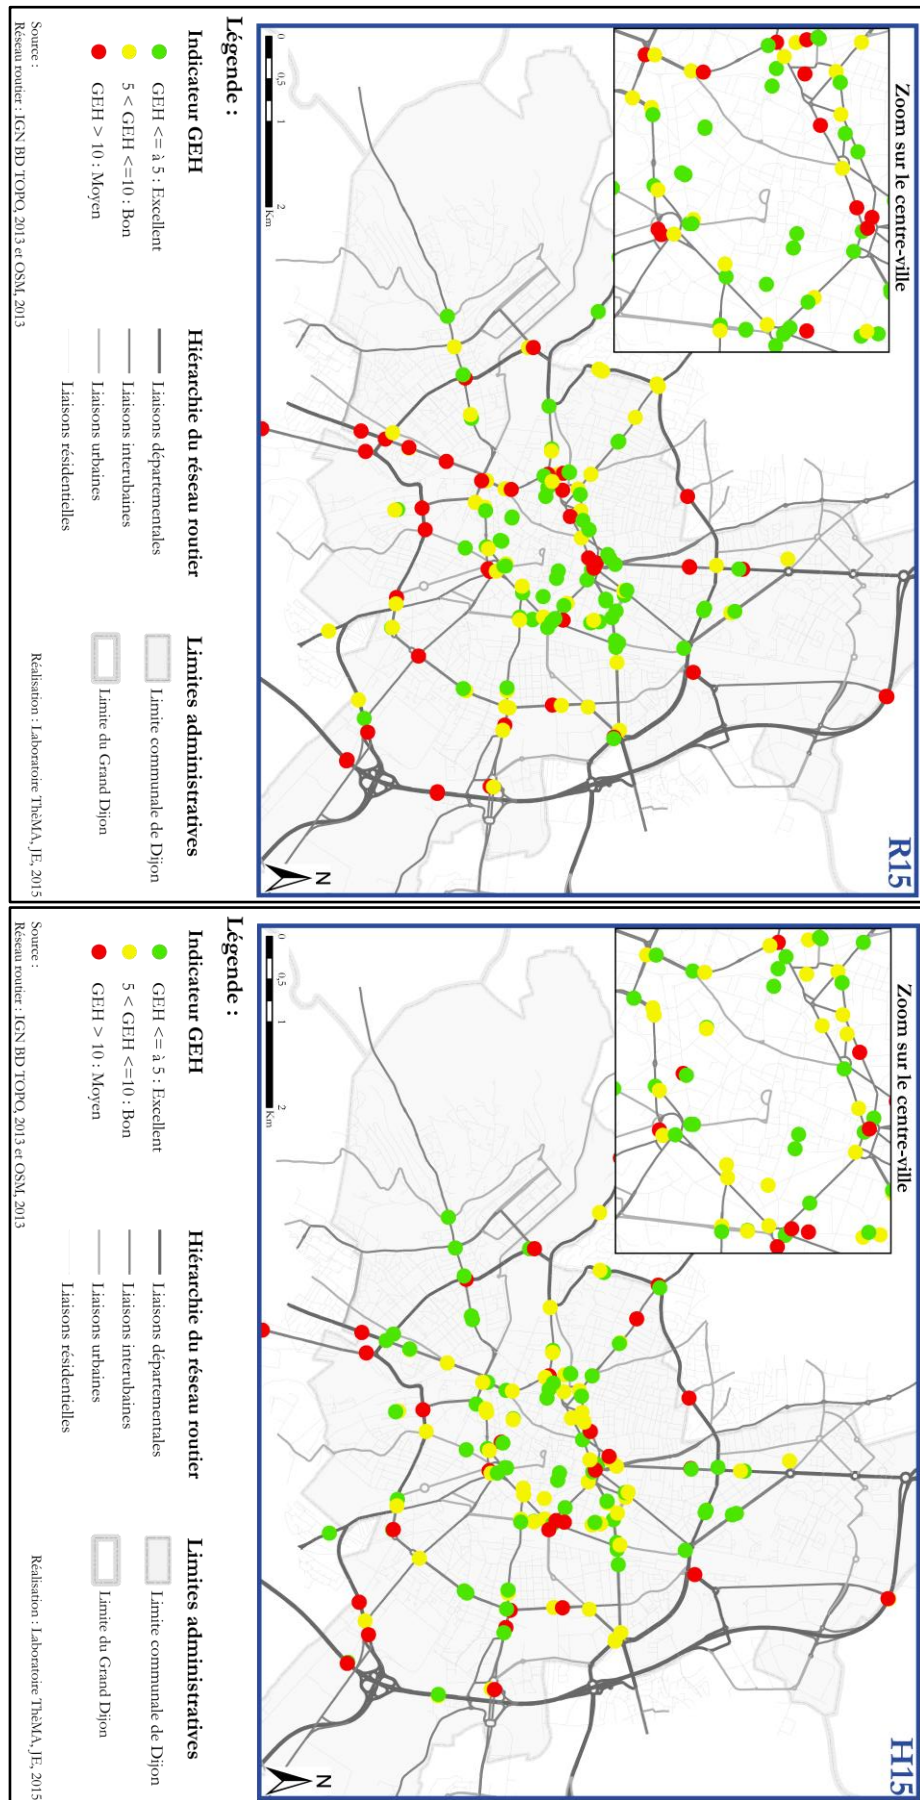 R15
Zoom sur le centre-ville
N
0 0,5 1 2
Km
Légende :
Indicateur GEH
GEH <= à 5 : Excellent
5 < GEH <=10 : Bon
GEH > 10 : Moyen
Hiérarchie du réseau routier
Liaisons départementales
Liaisons interubaines
Liaisons urbaines
Liaisons résidentielles
Limites administratives
Limite communale de Dijon
Limite du Grand Dijon
Source :
Réseau routier : IGN BD TOPO, 2013 et OSM, 2013
Réalisation : Laboratoire ThéMA, JE, 2015
H15
Zoom sur le centre-ville
N
0 0,5 1 2
Km
Légende :
Indicateur GEH
GEH <= à 5 : Excellent
5 < GEH <=10 : Bon
GEH > 10 : Moyen
Hiérarchie du réseau routier
Liaisons départementales
Liaisons interubaines
Liaisons urbaines
Liaisons résidentielles
Limites administratives
Limite communale de Dijon
Limite du Grand Dijon
Source :
Réseau routier : IGN BD TOPO, 2013 et OSM, 2013
Réalisation : Laboratoire ThéMA, JE, 2015